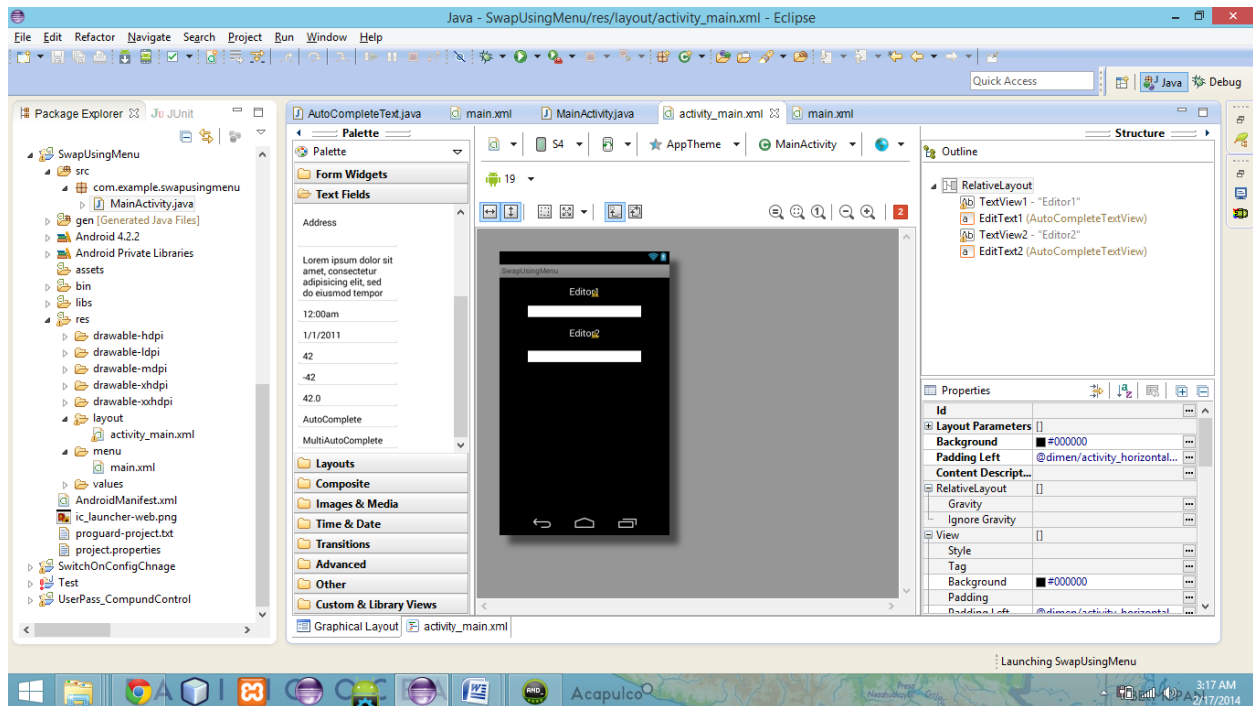 Java - SwapUsingMenu/res/layout/activity_main.xml - Eclipse
File Edit Refactor Navigate Search Project Run Window Help
Quick Access
Java
Debug
Package Explorer
JUnit
SwapUsingMenu
src
com.example.swapusingmenu
MainActivity.java
gen [Generated Java Files]
Android 4.2.2
Android Private Libraries
assets
bin
libs
res
drawable-hdpi
drawable-ldpi
drawable-mdpi
drawable-xhdpi
drawable-xxhdpi
layout
activity_main.xml
menu
main.xml
values
AndroidManifest.xml
ic_launcher-web.png
proguard-project.txt
project.properties
SwitchOnConfigChnage
Test
UserPass_CompundControl
AutoCompleteText.java
main.xml
MainActivity.java
activity_main.xml
main.xml
Palette
Palette
Form Widgets
Text Fields
Address
Lorem ipsum dolor sit
amet, consectetur
adipisicing elit, sed
do eiusmod tempor
12:00am
1/1/2011
42
-42
42.0
AutoComplete
MultiAutoComplete
Layouts
Composite
Images & Media
Time & Date
Transitions
Advanced
Other
Custom & Library Views
S4
AppTheme
MainActivity
19
2
SwapUsingMenu
Editor1
Editor2
Graphical Layout
activity_main.xml
Structure
Outline
RelativeLayout
TextView1 - "Editor1"
EditText1 (AutoCompleteTextView)
TextView2 - "Editor2"
EditText2 (AutoCompleteTextView)
Properties
Id
Layout Parameters []
Background #000000
Padding Left @dimen/activity_horizontal...
Content Descript...
RelativeLayout []
Gravity
Ignore Gravity
View []
Style
Tag
Background #000000
Padding
Padding Left @dimen/activity_horizontal
Launching SwapUsingMenu
Acapulco
3:17 AM
2/17/2014